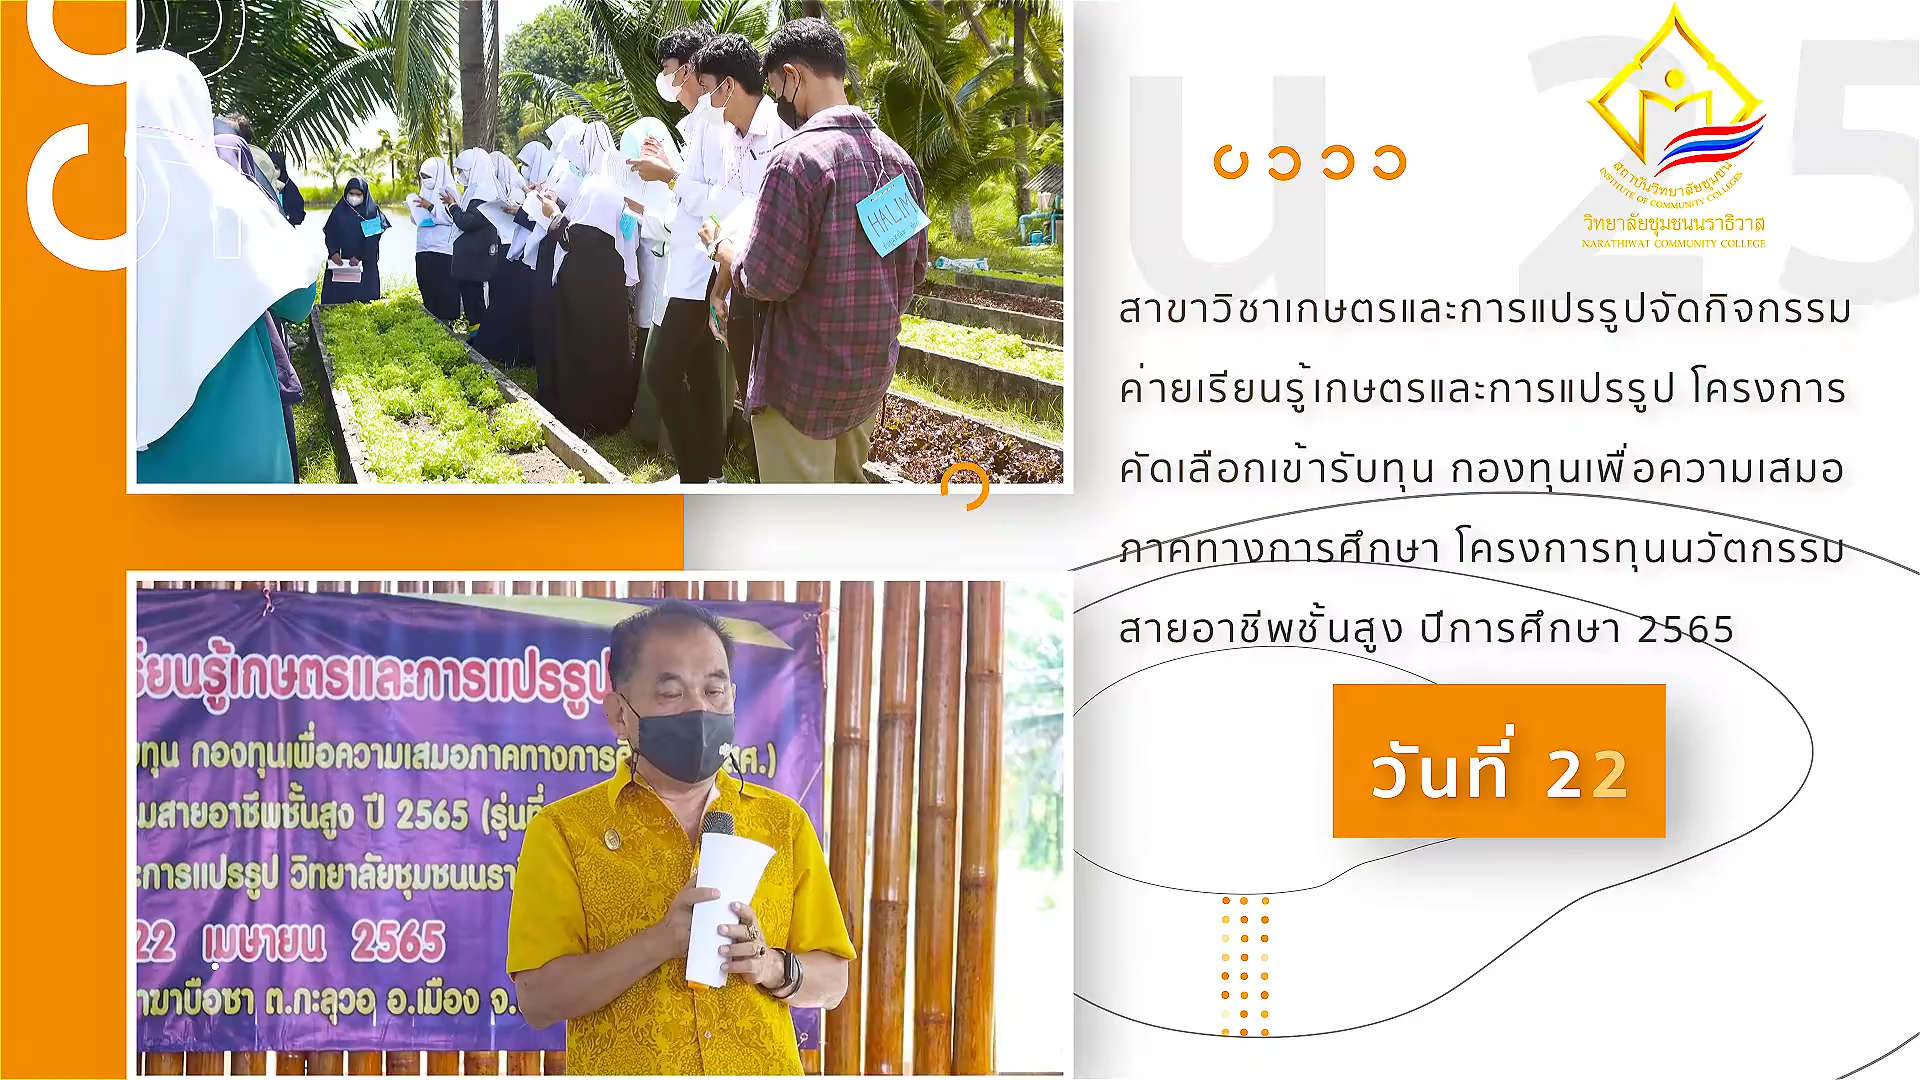 น 25
สถาบันวิทยาลัยชุมชน
INSTITUTE OF COMMUNITY COLLEGES
วิทยาลัยชุมชนนราธิวาส
NARATHIWAT COMMUNITY COLLEGE
HALIM
สาขาวิชาเกษตรและการแปรรูปจัดกิจกรรม
ค่ายเรียนรู้เกษตรและการแปรรูป โครงการ
คัดเลือกเข้ารับทุน กองทุนเพื่อความเสมอ
ภาคทางการศึกษา โครงการทุนนวัตกรรม
สายอาชีพชั้นสูง ปีการศึกษา 2565
วันที่ 22
รียนรู้เกษตรและการแปรรูป
ทุน กองทุนเพื่อความเสมอภาคทางการศึ ศ.)
มสายอาชีพชั้นสูง ปี 2565 (รุ่นที่
ะการแปรรูป วิทยาลัยชุมชนนรา
22 เมษายน 2565
าฆาบือซา ต.กะลุวอ อ.เมือง จ.